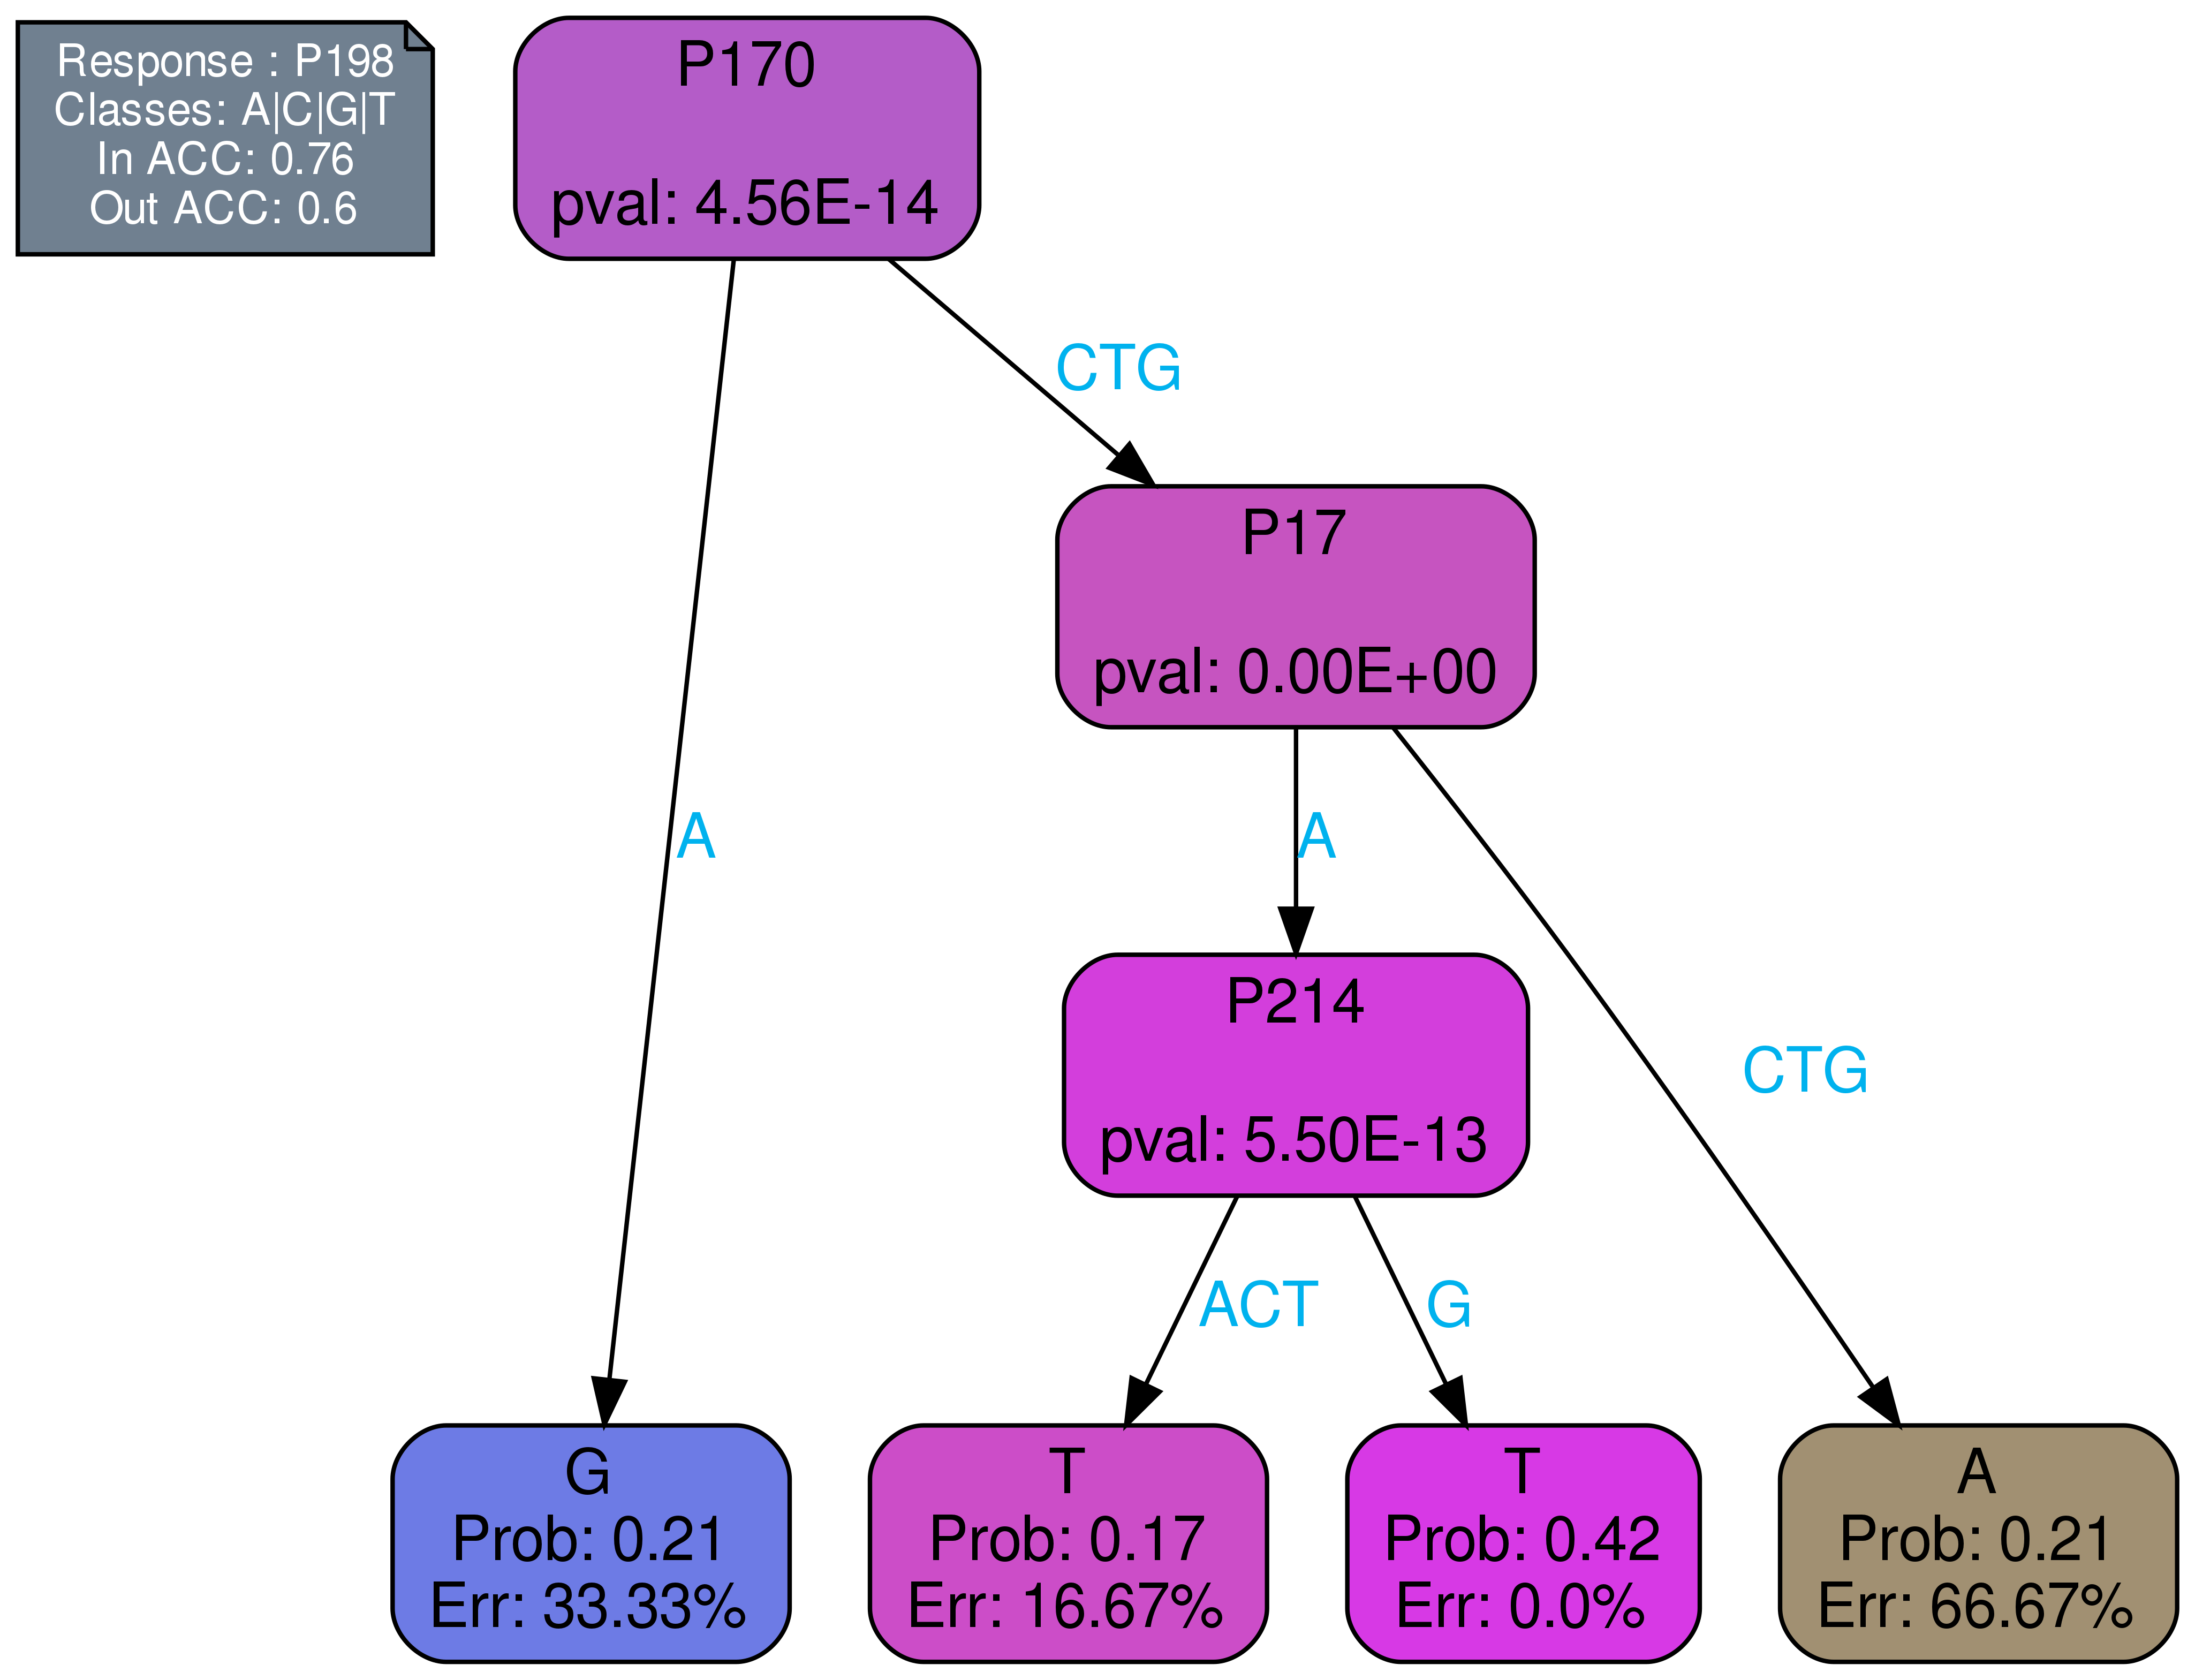 Response : P198
Classes: A|C|G|T
In ACC: 0.76
Out ACC: 0.6
P170
pval: 4.56E-14
CTG
P17
pval: 0.00E+00
A
A
P214
pval: 5.50E-13
CTG
ACT
G
G
Prob: 0.21
Err: 33.33%
T
Prob: 0.17
Err: 16.67%
T
Prob: 0.42
Err: 0.0%
A
Prob: 0.21
Err: 66.67%